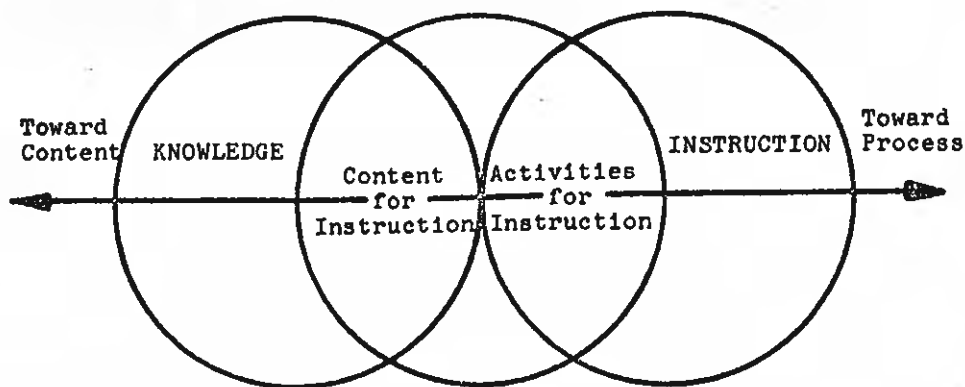 Toward
Content
KNOWLEDGE
Content
for
Instruction
Activities
for
Instruction
INSTRUCTION
Toward
Process